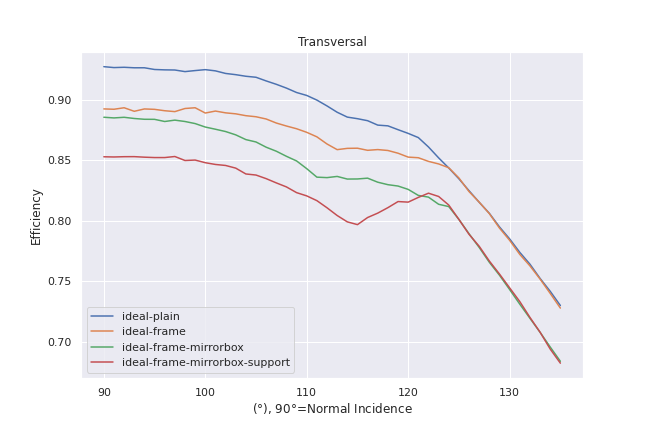 Transversal
Efficiency
0.90
0.85
0.80
0.75
0.70
ideal-plain
ideal-frame
ideal-frame-mirrorbox
ideal-frame-mirrorbox-support
90 100 110 120 130
(°), 90°=Normal Incidence